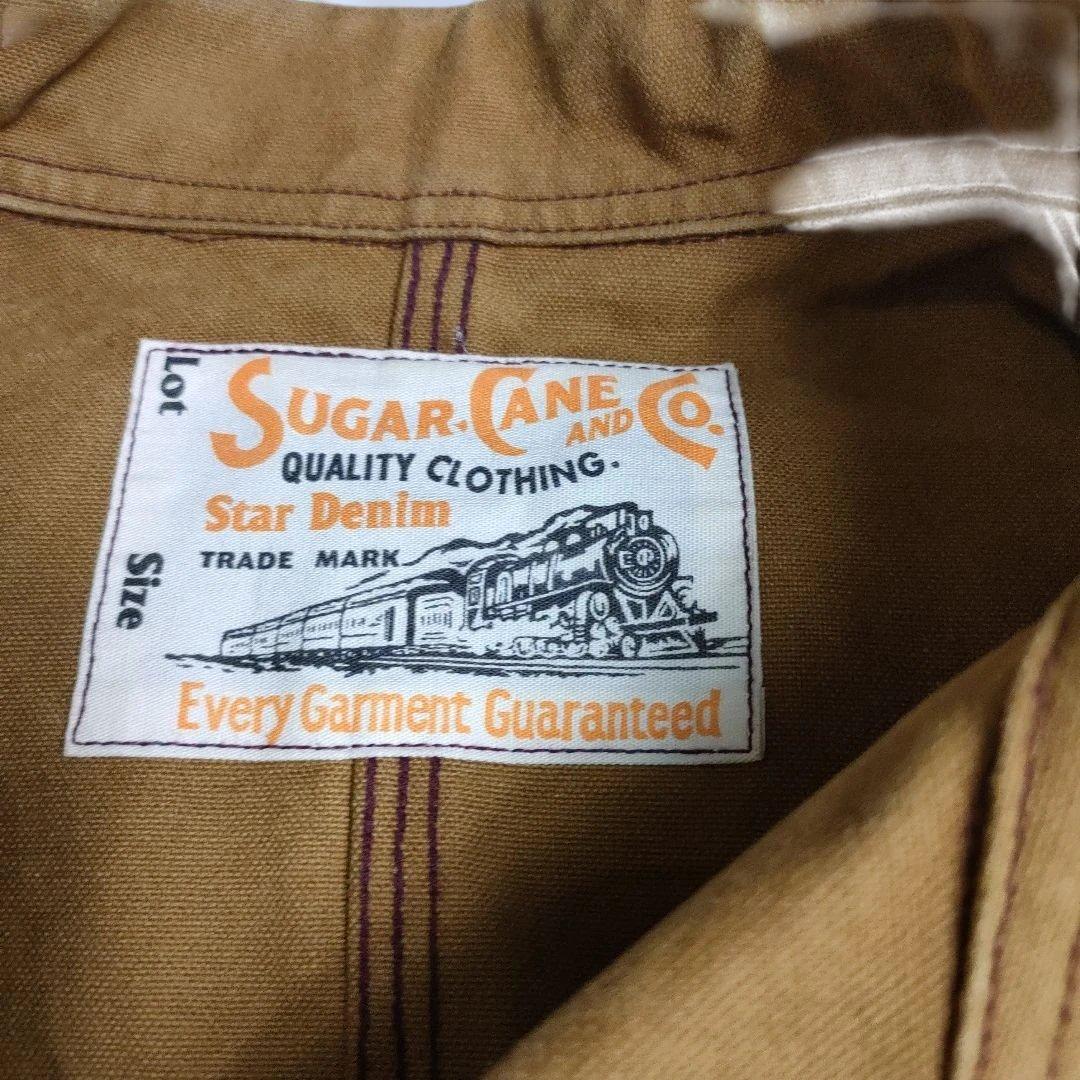 Lot
SUGAR.CANE AND CO.
QUALITY CLOTHING.
Star Denim
TRADE MARK
Size
Every Garment Guaranteed